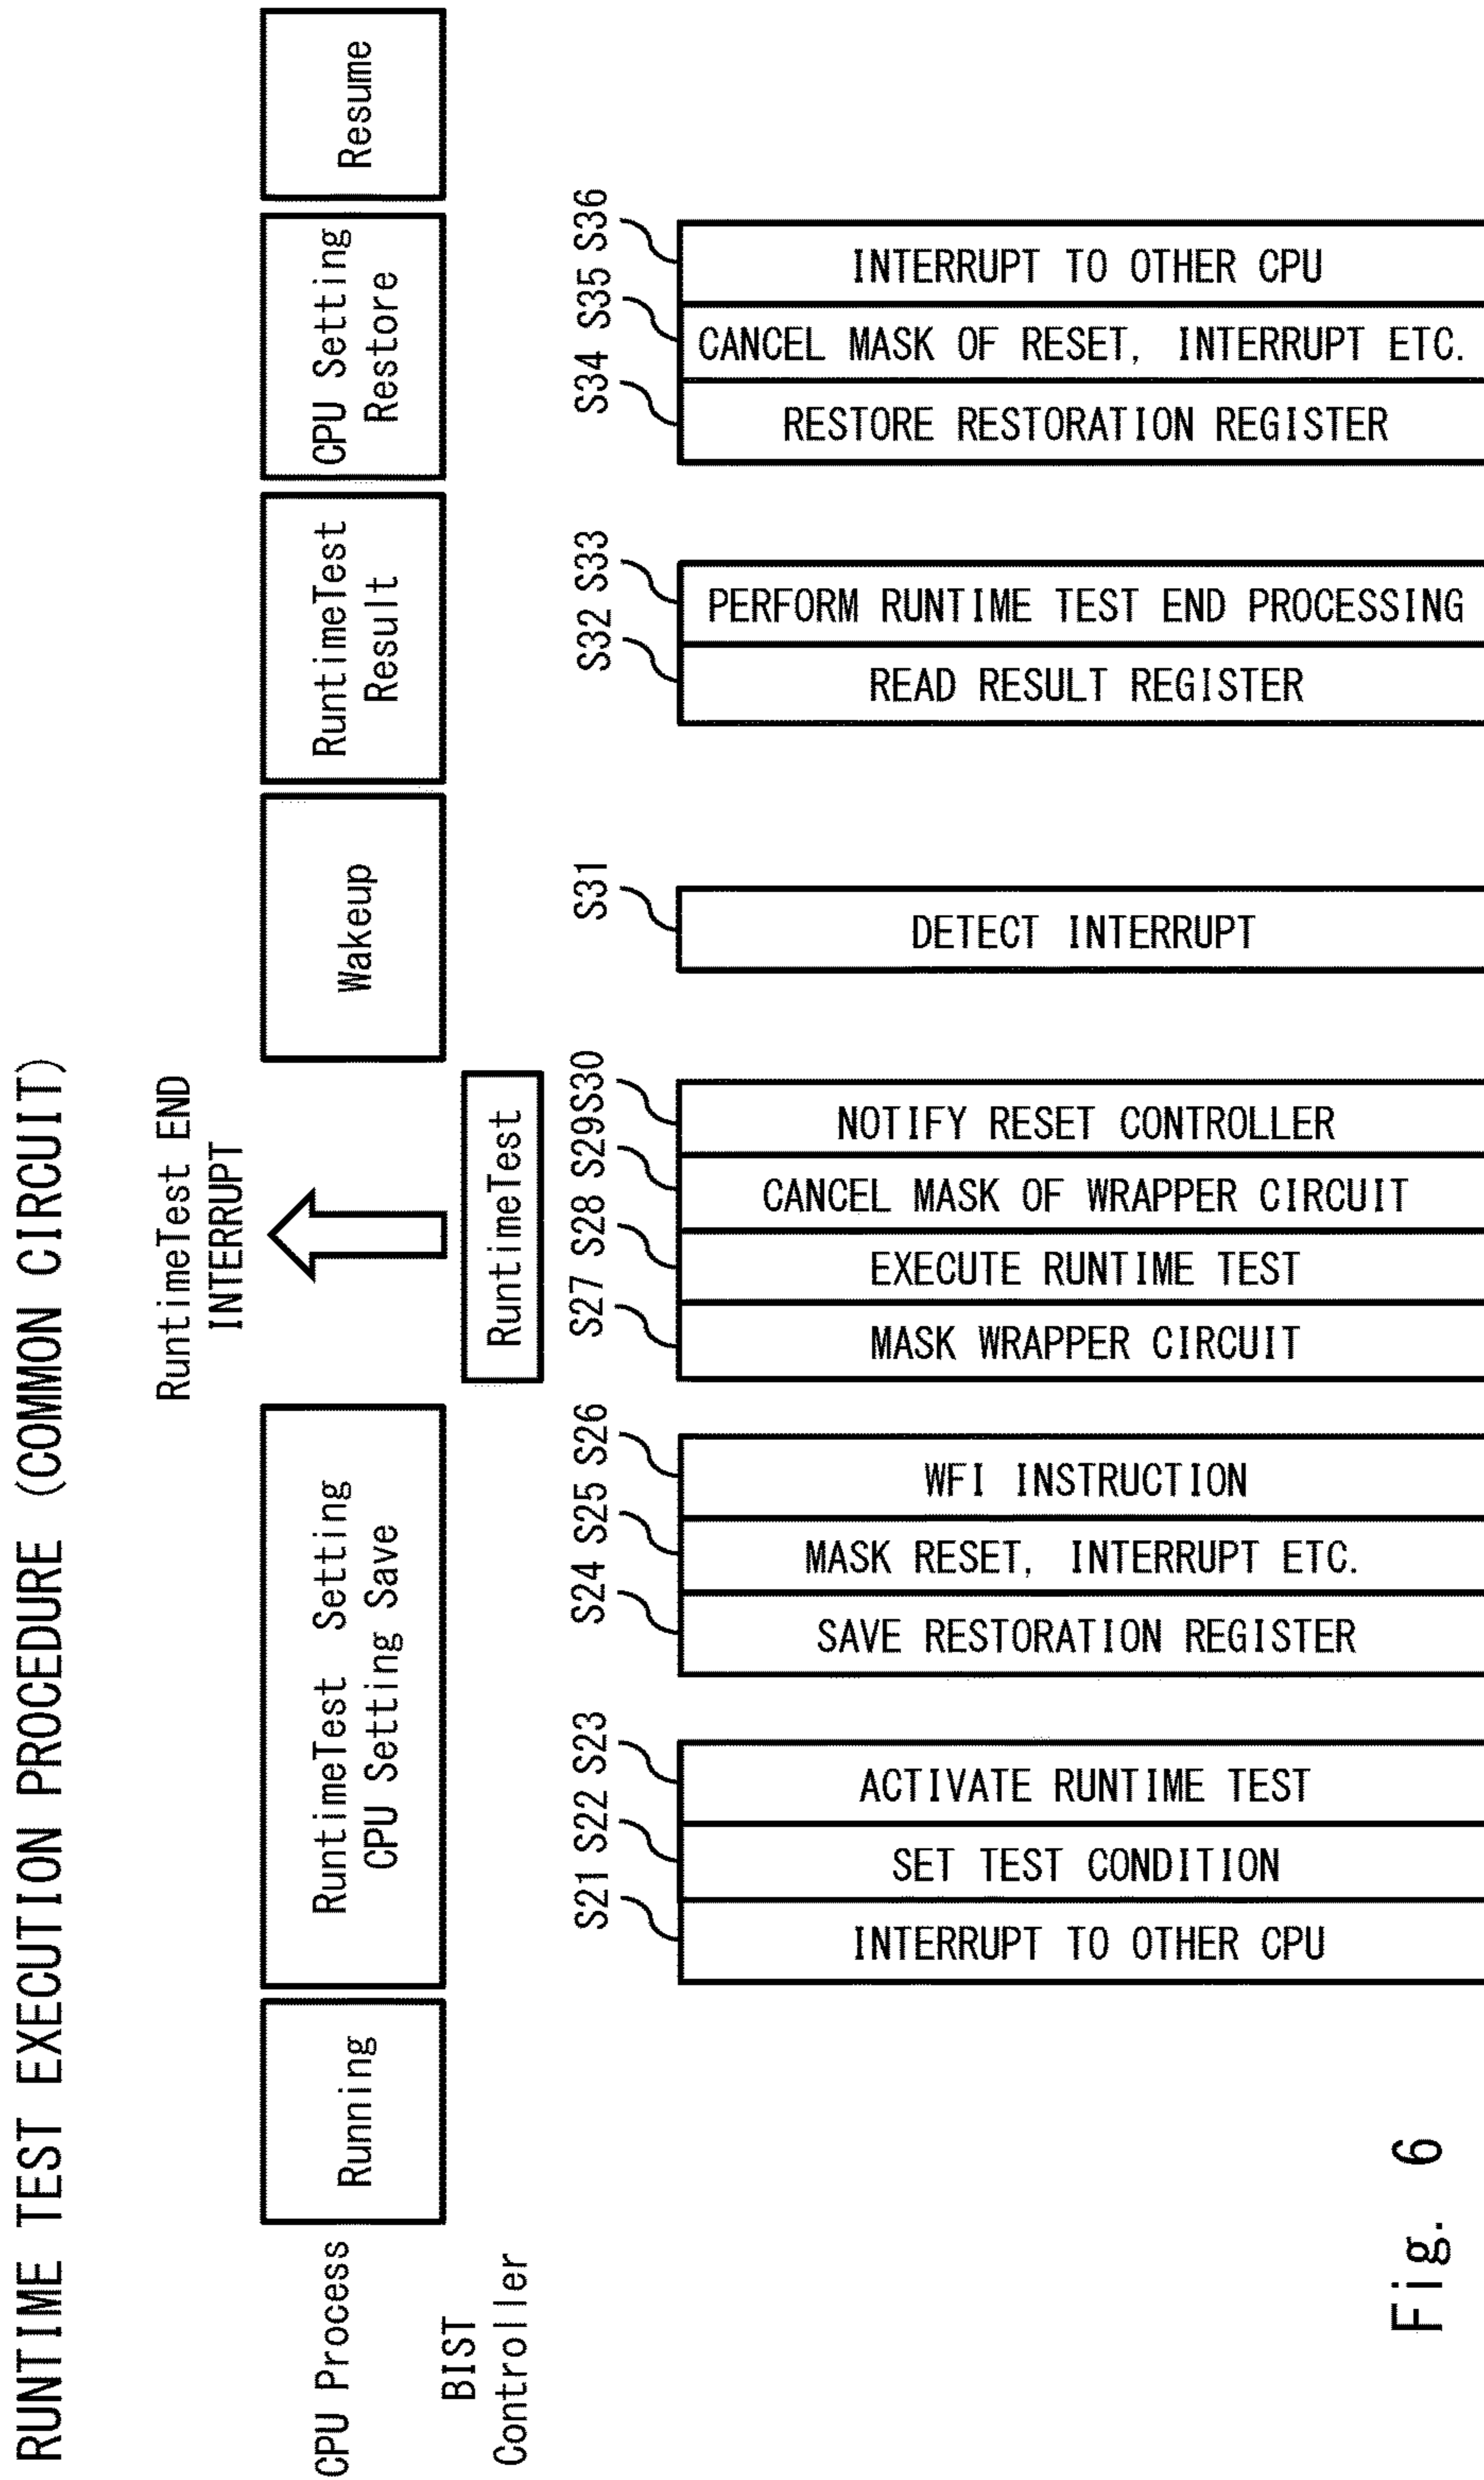 RUNTIME TEST EXECUTION PROCEDURE (COMMON CIRCUIT)
RuntimeTest END
INTERRUPT
CPU Process
Running
RuntimeTest Setting
CPU Setting Save
Wakeup
RuntimeTest
Result
CPU Setting
Restore
Resume
BIST
Controller
RuntimeTest
S21
S22
S23
S24
S25
S26
S27
S28
S29
S30
S31
S32
S33
S34
S35
S36
INTERRUPT TO OTHER CPU
SET TEST CONDITION
ACTIVATE RUNTIME TEST
SAVE RESTORATION REGISTER
MASK RESET, INTERRUPT ETC.
WFI INSTRUCTION
MASK WRAPPER CIRCUIT
EXECUTE RUNTIME TEST
CANCEL MASK OF WRAPPER CIRCUIT
NOTIFY RESET CONTROLLER
DETECT INTERRUPT
READ RESULT REGISTER
PERFORM RUNTIME TEST END PROCESSING
RESTORE RESTORATION REGISTER
CANCEL MASK OF RESET, INTERRUPT ETC.
INTERRUPT TO OTHER CPU
Fig. 6